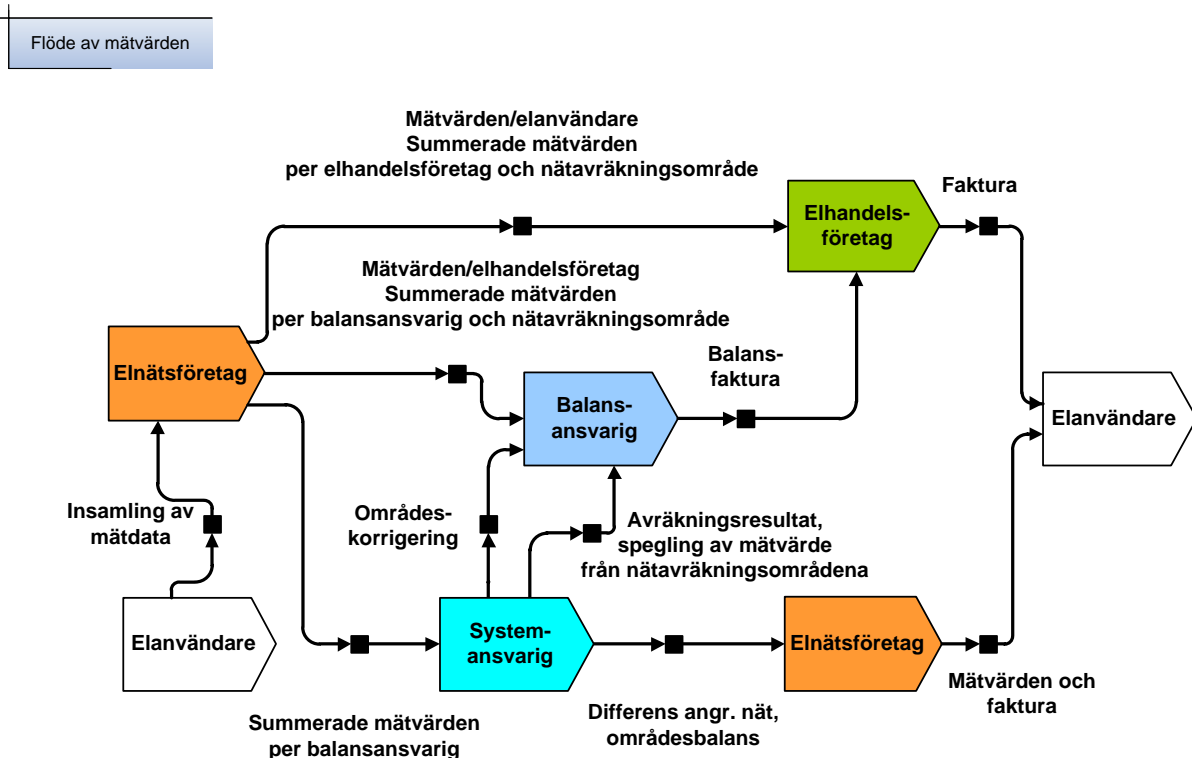 Flöde av mätvärden
Mätvärden/elanvändare
Summerade mätvärden
per elhandelsföretag och nätavräkningsområde
Elhandels-
företag
Faktura
Mätvärden/elhandelsföretag
Summerade mätvärden
per balansansvarig och nätavräkningsområde
Elnätsföretag
Balans-
faktura
Balans-
ansvarig
Elanvändare
Insamling av
mätdata
Områdes-
korrigering
Avräkningsresultat,
spegling av mätvärde
från nätavräkningsområdena
Elanvändare
System-
ansvarig
Elnätsföretag
Mätvärden och
faktura
Summerade mätvärden
per balansansvarig
Differens angr. nät,
områdesbalans